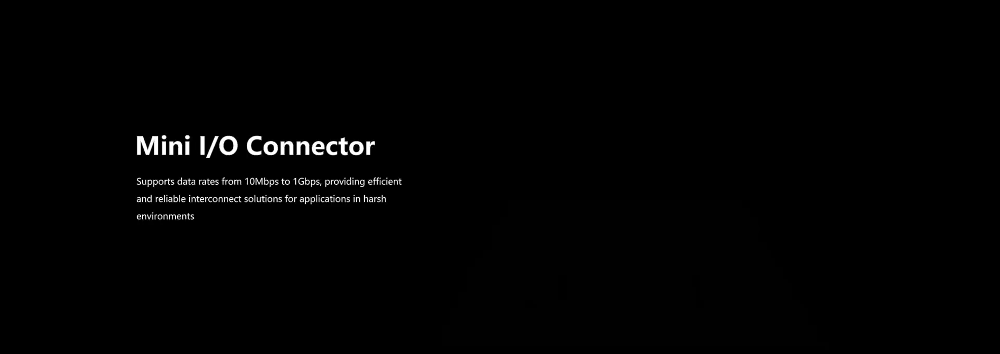 Mini I/O Connector
Supports data rates from 10Mbps to 1Gbps, providing efficient
and reliable interconnect solutions for applications in harsh
environments